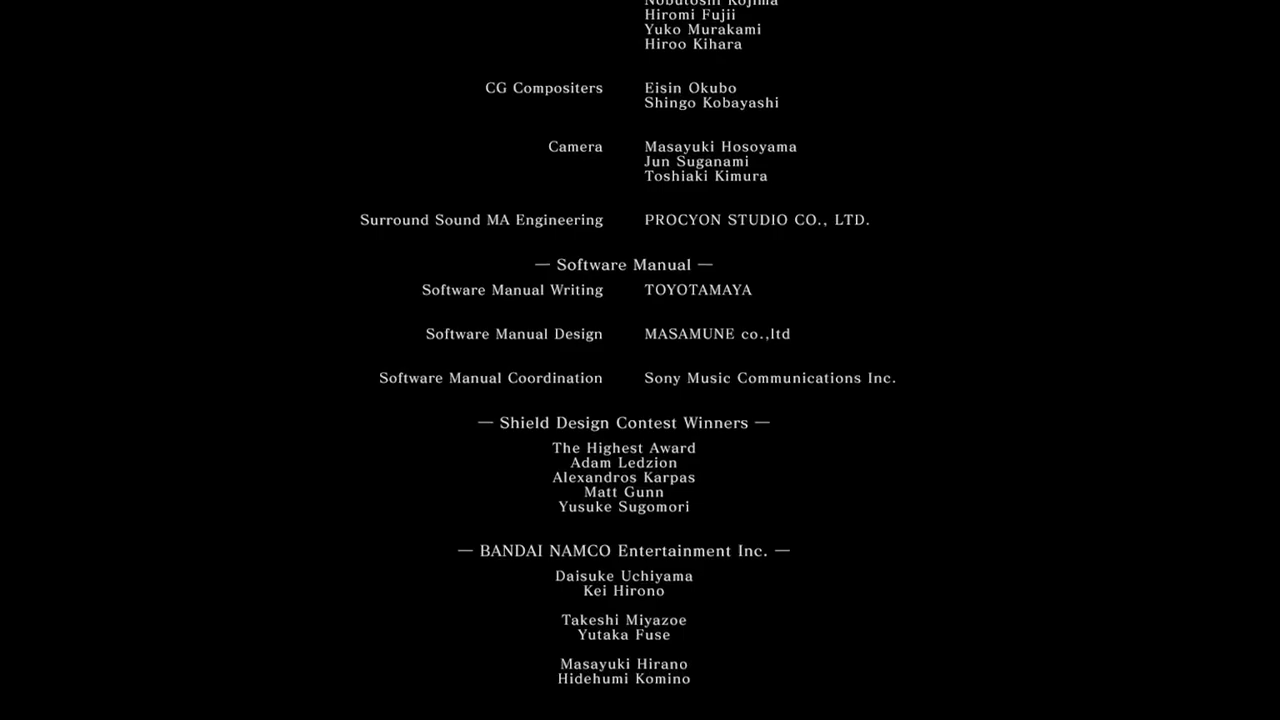 Nobutoshi Kojima
Hiromi Fujii
Yuko Murakami
Hiroo Kihara
CG Compositers Eisin Okubo
Shingo Kobayashi
Camera Masayuki Hosoyama
Jun Suganami
Toshiaki Kimura
Surround Sound MA Engineering PROCYON STUDIO CO., LTD.
— Software Manual —
Software Manual Writing TOYOTAMAYA
Software Manual Design MASAMUNE co.,ltd
Software Manual Coordination Sony Music Communications Inc.
— Shield Design Contest Winners —
The Highest Award
Adam Ledzion
Alexandros Karpas
Matt Gunn
Yusuke Sugomori
— BANDAI NAMCO Entertainment Inc. —
Daisuke Uchiyama
Kei Hirono
Takeshi Miyazoe
Yutaka Fuse
Masayuki Hirano
Hidehumi Komino